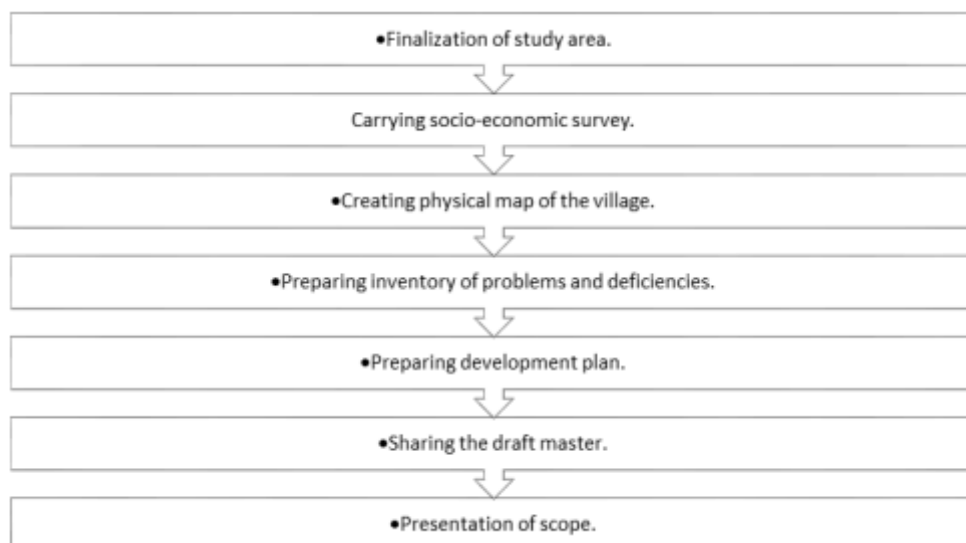 •Finalization of study area.
Carrying socio-economic survey.
•Creating physical map of the village.
•Preparing inventory of problems and deficiencies.
•Preparing development plan.
•Sharing the draft master.
•Presentation of scope.